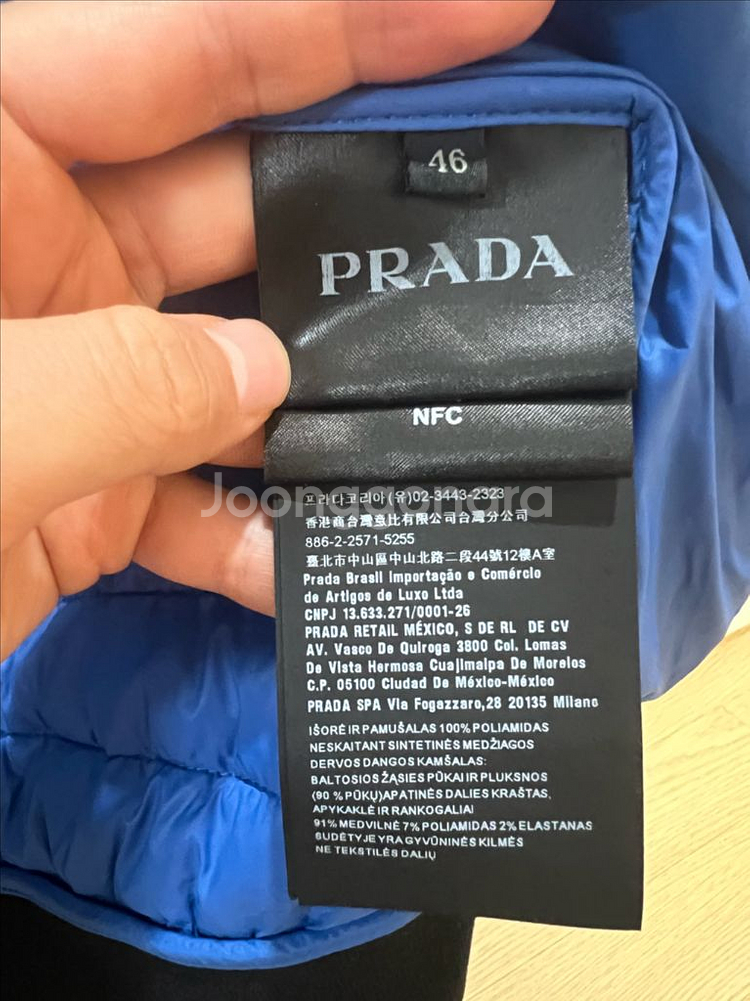 46
PRADA
NFC
Joonggonara
프라다코리아(유)02-3443-2323
香港商台灣臺比有限公司台灣分公司
886-2-2571-5255
臺北市中山區中山北路二段44號12樓A室
Prada Brasil Importação e Comércio
de Artigos de Luxo Ltda
CNPJ 13.633.271/0001-26
PRADA RETAIL MÉXICO, S DE RL DE CV
AV. Vasco De Quiroga 3800 Col. Lomas
De Vista Hermosa Cuajimalpa De Morelos
C.P. 05100 Ciudad De México-México
PRADA SPA Via Fogazzaro,28 20135 Milano
IŠORĖ IR PAMUŠALAS 100% POLIAMIDAS
NESKAITANT SINTETINĖS MEDŽIAGOS
DERVOS DANGOS KAMŠALAS:
BALTOSIOS ŽĄSIES PŪKAI IR PLUKSNOS
(90 % PŪKŲ)APATINĖS DALIES KRAŠTAS,
APYKAKLĖ IR RANKOGALIAI
91% MEDVILNĖ 7% POLIAMIDAS 2% ELASTANAS
SUDĖTYJE YRA GYVŪNINĖS KILMĖS
NE TEKSTILĖS DALIŲ